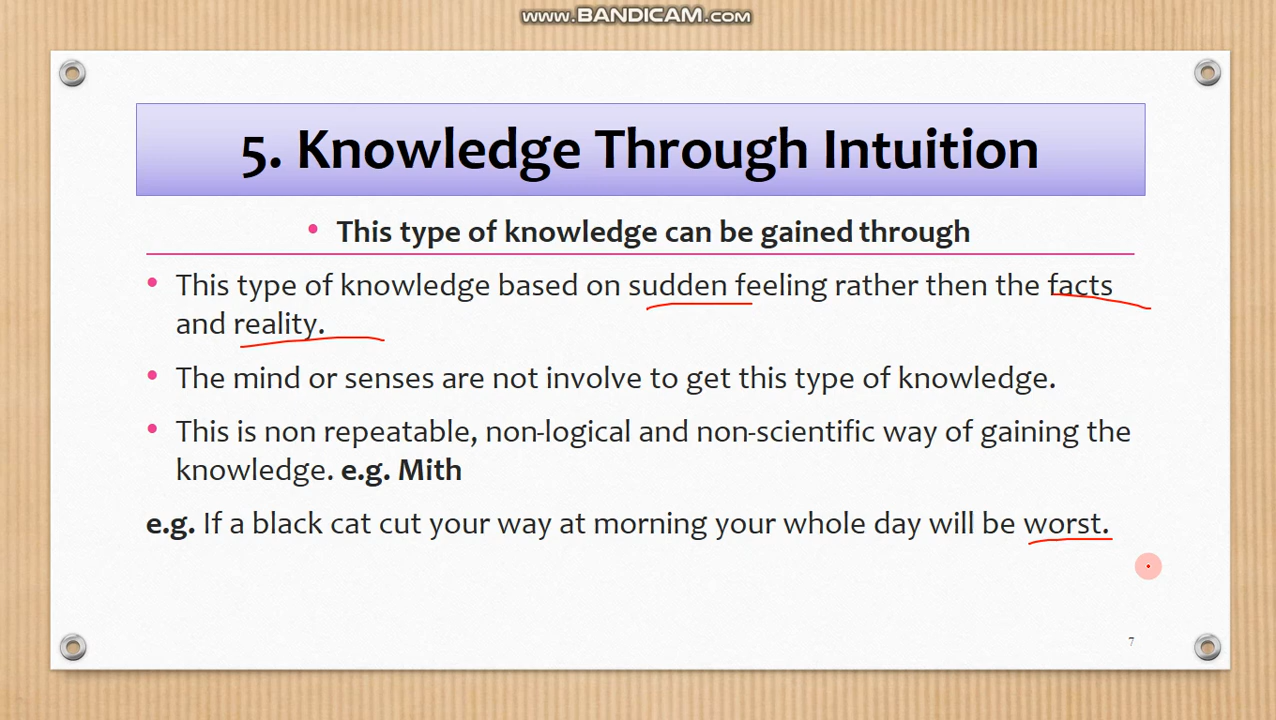 www.BANDICAM.com
5. Knowledge Through Intuition
• This type of knowledge can be gained through
• This type of knowledge based on sudden feeling rather then the facts
and reality.
• The mind or senses are not involve to get this type of knowledge.
• This is non repeatable, non-logical and non-scientific way of gaining the
knowledge. e.g. Mith
e.g. If a black cat cut your way at morning your whole day will be worst.
7